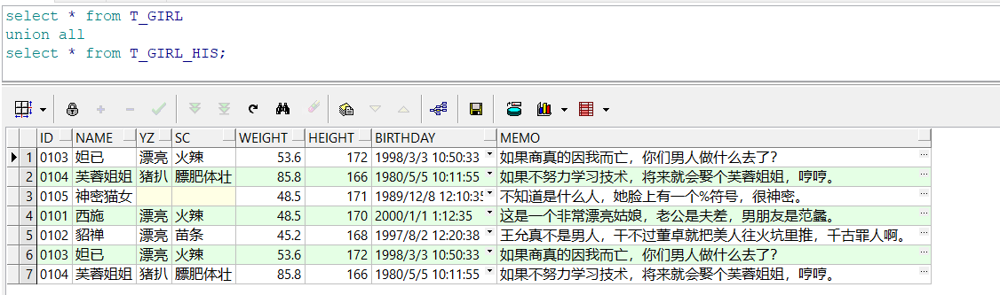 select * from T_GIRL
union all
select * from T_GIRL_HIS;
ID NAME YZ SC WEIGHT HEIGHT BIRTHDAY MEMO
1 0103 妲已 漂亮 火辣 53.6 172 1998/3/3 10:50:33 如果商真的因我而亡，你们男人做什么去了？ ...
2 0104 芙蓉姐姐 猪扒 膘肥体壮 85.8 166 1980/5/5 10:11:55 如果不努力学习技术，将来就会娶个芙蓉姐姐，哼哼。 ...
3 0105 神密猫女 48.5 171 1989/12/8 12:10:35 不知道是什么人，她脸上有一个%符号，很神密。 ...
4 0101 西施 漂亮 火辣 48.5 170 2000/1/1 1:12:35 这是一个非常漂亮姑娘，老公是夫差，男朋友是范蠡。 ...
5 0102 貂禅 漂亮 苗条 45.2 168 1997/8/2 12:20:38 王允真不是男人，干不过董卓就把美人往火坑里推，千古罪人啊。 ...
6 0103 妲已 漂亮 火辣 53.6 172 1998/3/3 10:50:33 如果商真的因我而亡，你们男人做什么去了？ ...
7 0104 芙蓉姐姐 猪扒 膘肥体壮 85.8 166 1980/5/5 10:11:55 如果不努力学习技术，将来就会娶个芙蓉姐姐，哼哼。 ...